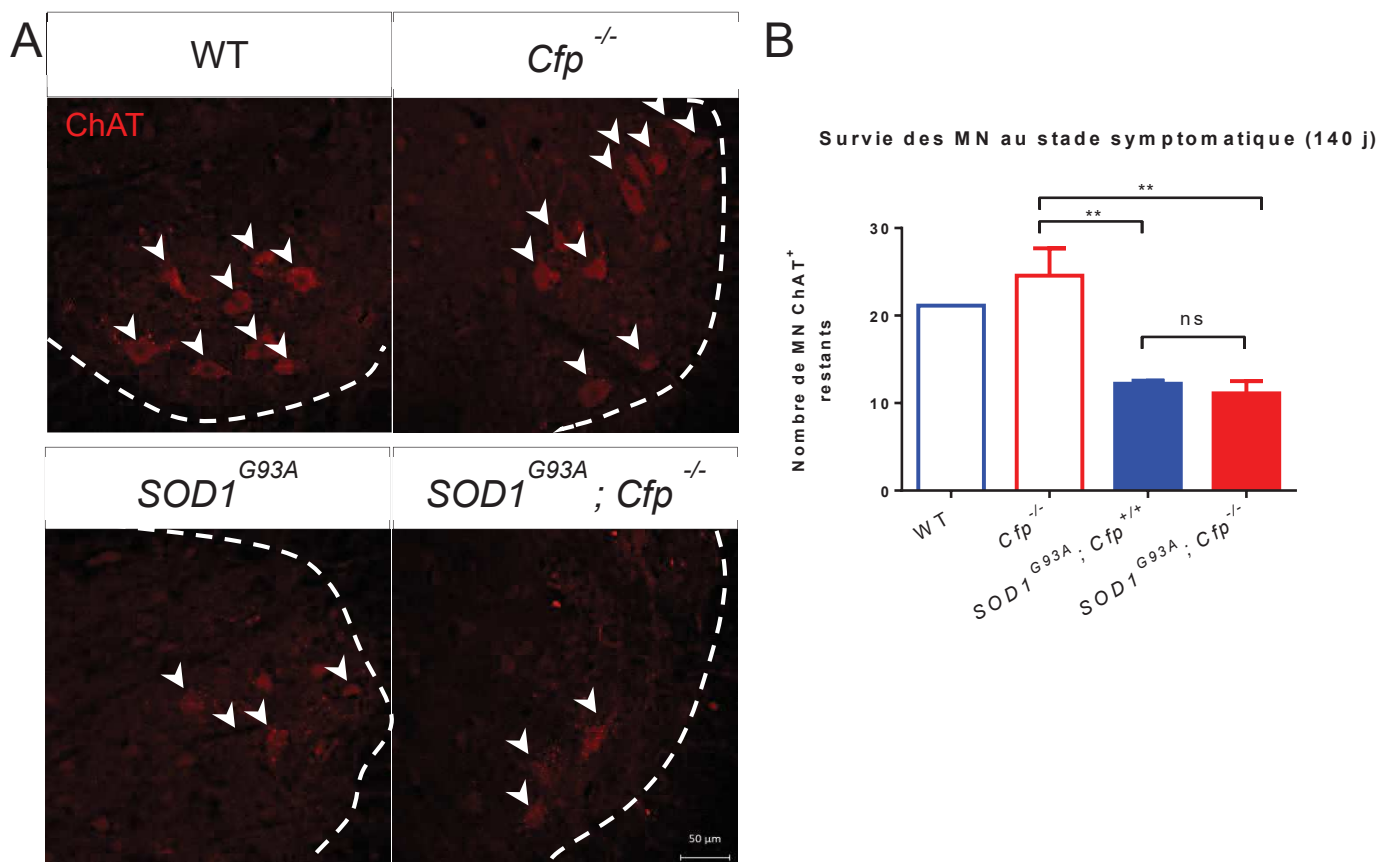 A
WT
Cfp -/-
ChAT
SOD1 G93A
SOD1 G93A ; Cfp -/-
50 µm
B
Survie des MN au stade symptomatique (140 j)
**
**
ns
Nombre de MN ChAT+
restants
30
20
10
0
WT
Cfp-/-
SOD1 G93A ; Cfp+/+
SOD1 G93A ; Cfp-/-